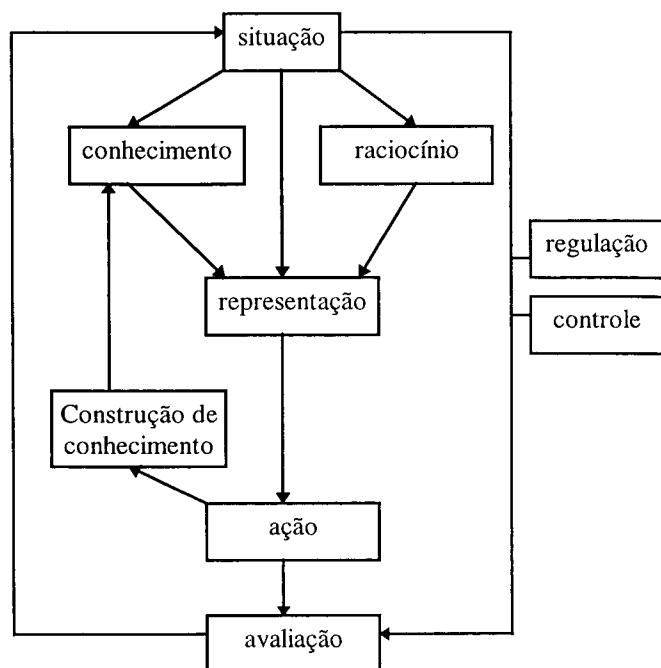 situação
conhecimento
raciocínio
regulação
representação
controle
Construção de
conhecimento
ação
avaliação